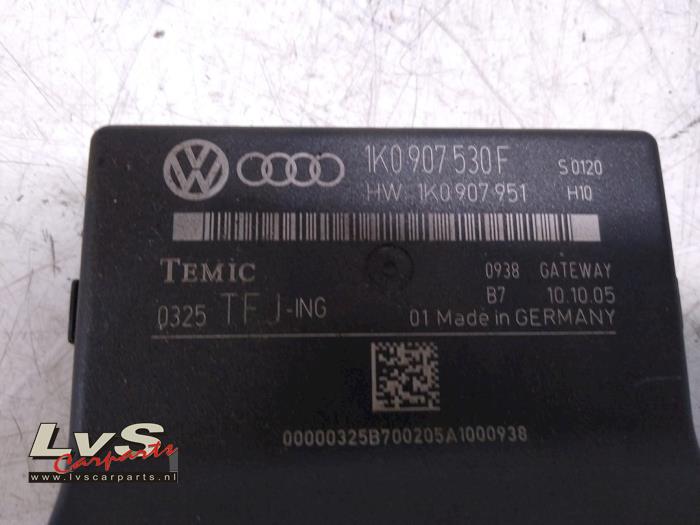 1K0 907 530 F
S 0120
HW: 1K0 907 951
H10
TEMIC
0938 GATEWAY
B7 10.10.05
0325 TFJ-ING
01 Made in GERMANY
00000325B700205A1000938
LvS
Carparts
www.lvscarparts.nl